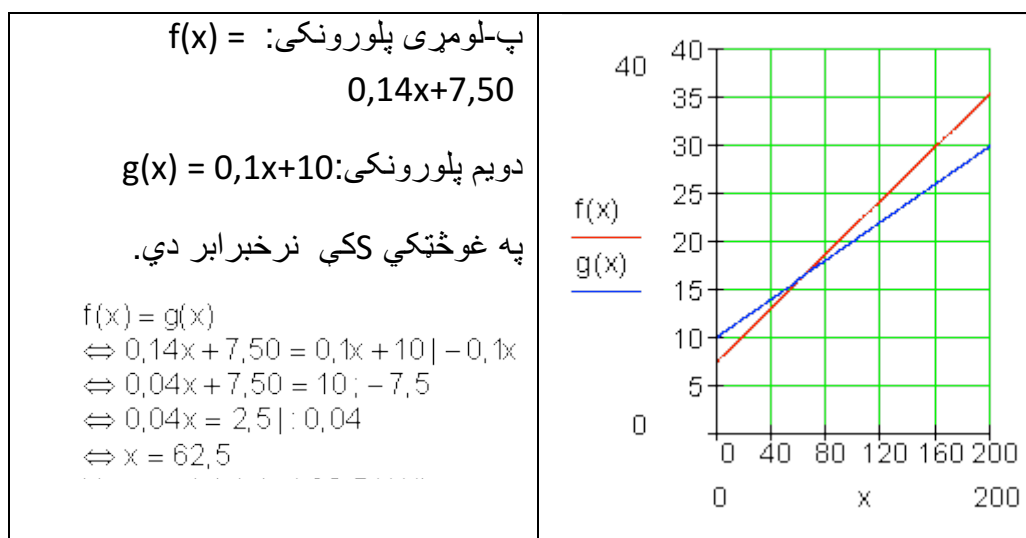 پ-لومړی پلورونکی: f(x) =
0,14x+7,50
دویم پلورونکی:g(x) = 0,1x+10
په غوڅټکي Sکې نرخبرابر دي.
f(x) = g(x)
⇔ 0,14x + 7,50 = 0,1x + 10 | − 0,1x
⇔ 0,04x + 7,50 = 10 ; − 7,5
⇔ 0,04x = 2,5 | : 0,04
⇔ x = 62,5
40
f(x)
g(x)
0
40
35
30
25
20
15
10
5
0 40 80 120 160 200
0 x 200